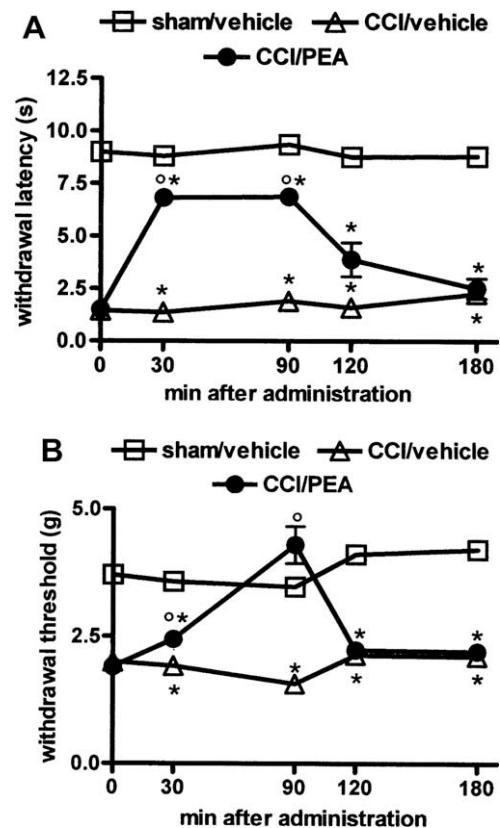 A
sham/vehicle CCI/vehicle
CCI/PEA
withdrawal latency (s)
12.5
10.0
7.5
5.0
2.5
0.0
° *
° *
*
*
*
*
*
*
0 30 90 120 180
min after administration
B
sham/vehicle CCI/vehicle
CCI/PEA
withdrawal threshold (g)
5.0
2.5
0.0
°
° *
*
*
*
*
*
*
0 30 90 120 180
min after administration